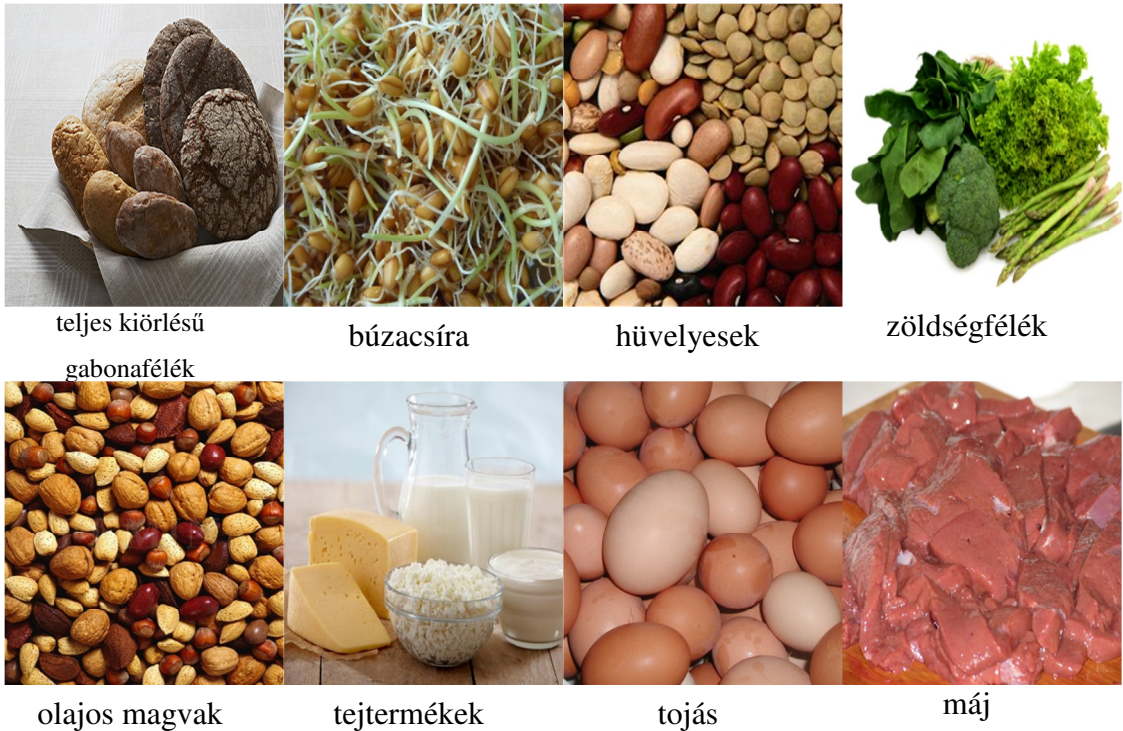 teljes kiörlésű
gabonafélék
búzacsíra
hüvelyesek
zöldségfélék
olajos magvak
tejtermékek
tojás
máj